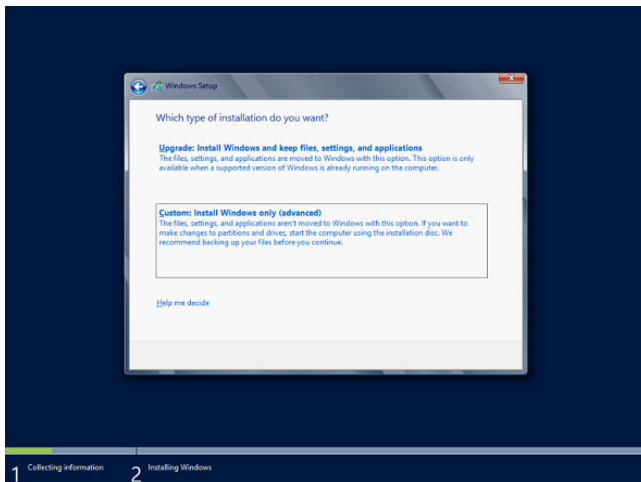 Windows Setup
Which type of installation do you want?
Upgrade: Install Windows and keep files, settings, and applications
The files, settings, and applications are moved to Windows with this option. This option is only
available when a supported version of Windows is already running on the computer.
Custom: Install Windows only (advanced)
The files, settings, and applications aren't moved to Windows with this option. If you want to
make changes to partitions and drives, start the computer using the installation disc. We
recommend backing up your files before you continue.
Help me decide
1 Collecting information 2 Installing Windows